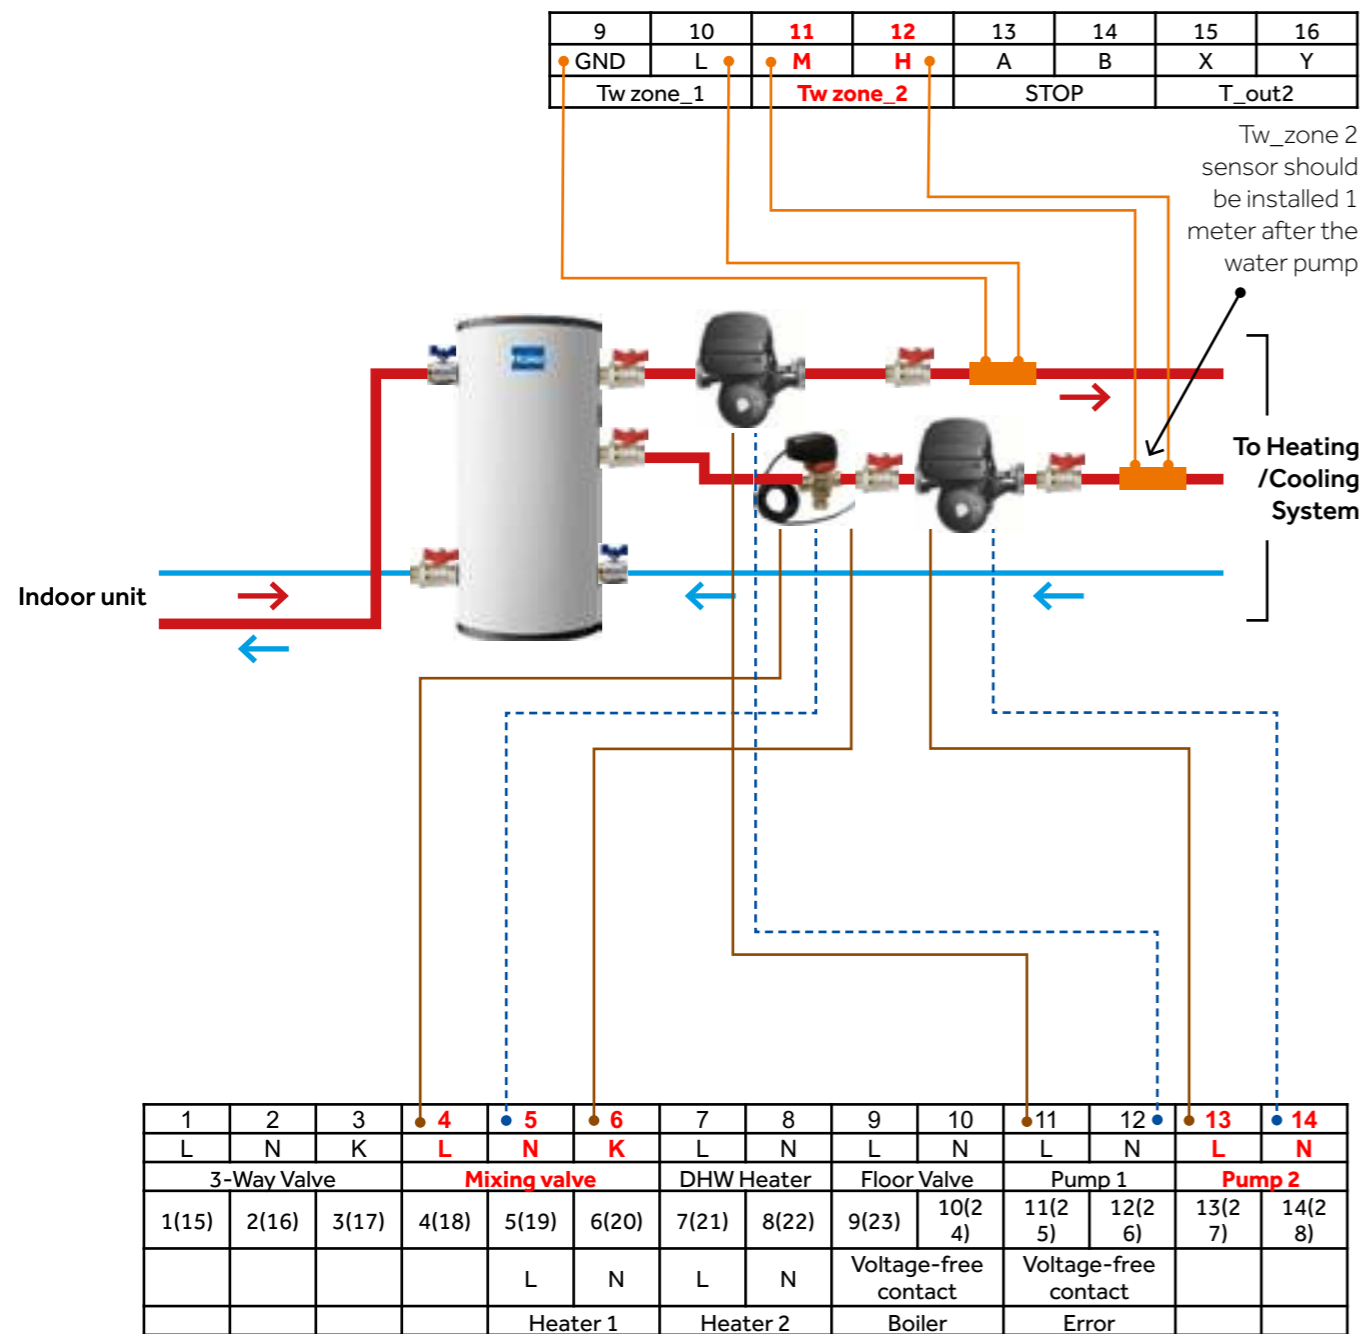 9 10 11 12 13 14 15 16
GND L M H A B X Y
Tw zone_1 Tw zone_2 STOP T_out2
Tw_zone 2
sensor should
be installed 1
meter after the
water pump
To Heating
/Cooling
System
Indoor unit
1 2 3 4 5 6 7 8 9 10 11 12 13 14
L N K L N K L N L N L N L N
3-Way Valve Mixing valve DHW Heater Floor Valve Pump 1 Pump 2
1(15) 2(16) 3(17) 4(18) 5(19) 6(20) 7(21) 8(22) 9(23) 10(2 11(2 12(2 13(2 14(2
4) 5) 6) 7) 8)
L N L N Voltage-free Voltage-free
contact contact
Heater 1 Heater 2 Boiler Error